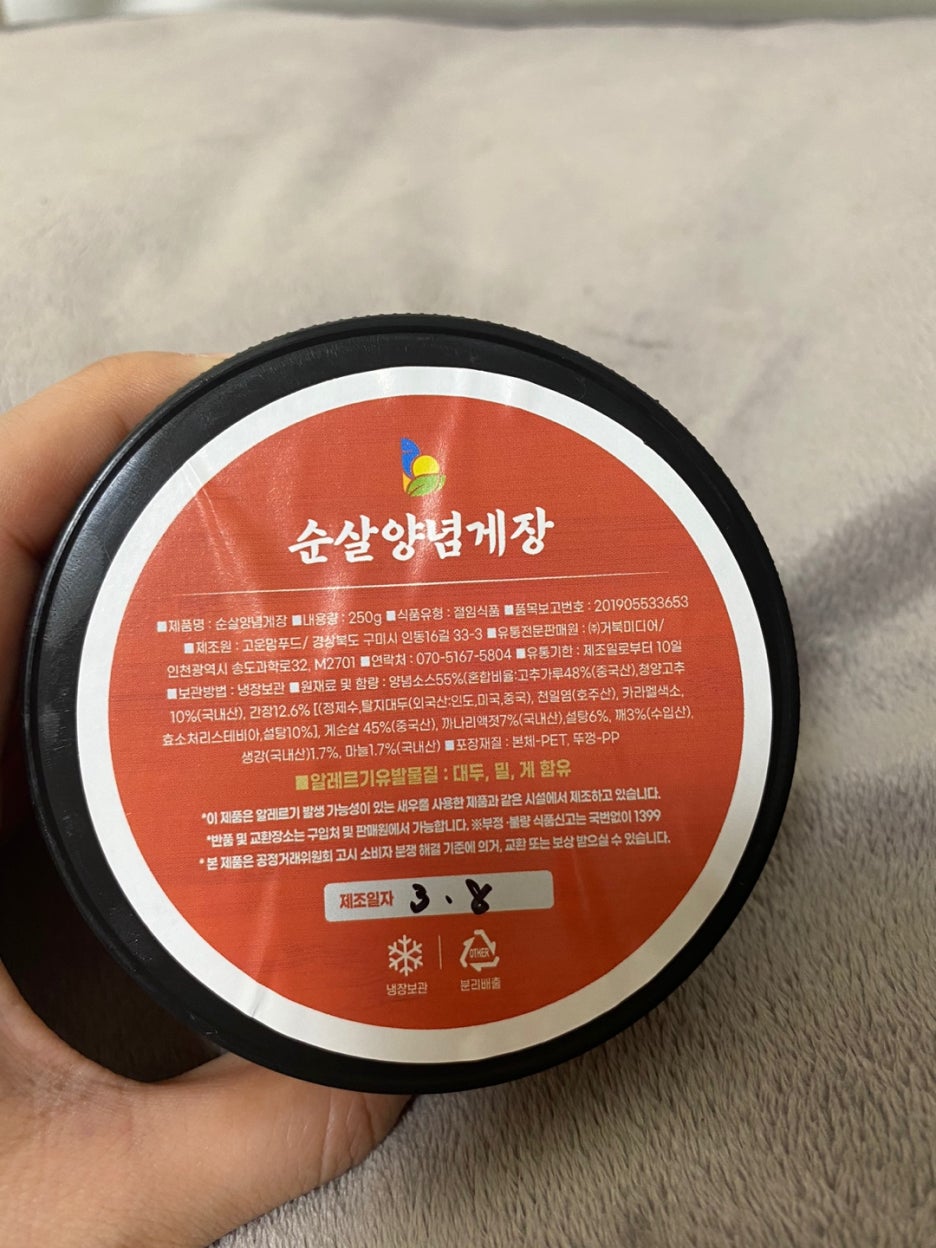 순살양념게장
■제품명 : 순살양념게장 ■내용량 : 250g ■식품유형 : 절임식품 ■품목보고번호 : 201905533653
■제조원 : 고운맘푸드/ 경상북도 구미시 인동16길 33-3 ■유통전문판매원 : ㈜거북미디어/
인천광역시 송도과학로32, M2701 ■연락처 : 070-5167-5804 ■유통기한 : 제조일로부터 10일
■보관방법 : 냉장보관 ■원재료 및 함량 : 양념소스55%(혼합비율:고추가루48%(중국산),청양고추
10%(국내산), 간장12.6% [(정제수,탈지대두(외국산:인도,미국,중국), 천일염(호주산), 카라멜색소,
효소처리스테비아,설탕10%], 게순살 45%(중국산), 까나리액젓7%(국내산),설탕6%, 깨3%(수입산),
생강(국내산)1.7%, 마늘1.7%(국내산) ■포장재질 : 본체-PET, 뚜껑-PP
■알레르기유발물질 : 대두, 밀, 게 함유
*이 제품은 알레르기 발생 가능성이 있는 새우를 사용한 제품과 같은 시설에서 제조하고 있습니다.
*반품 및 교환장소는 구입처 및 판매원에서 가능합니다. ※부정·불량 식품신고는 국번없이 1399
* 본 제품은 공정거래위원회 고시 소비자 분쟁 해결 기준에 의거, 교환 또는 보상 받으실 수 있습니다.
제조일자 3 . 8
OTHER
냉장보관 분리배출